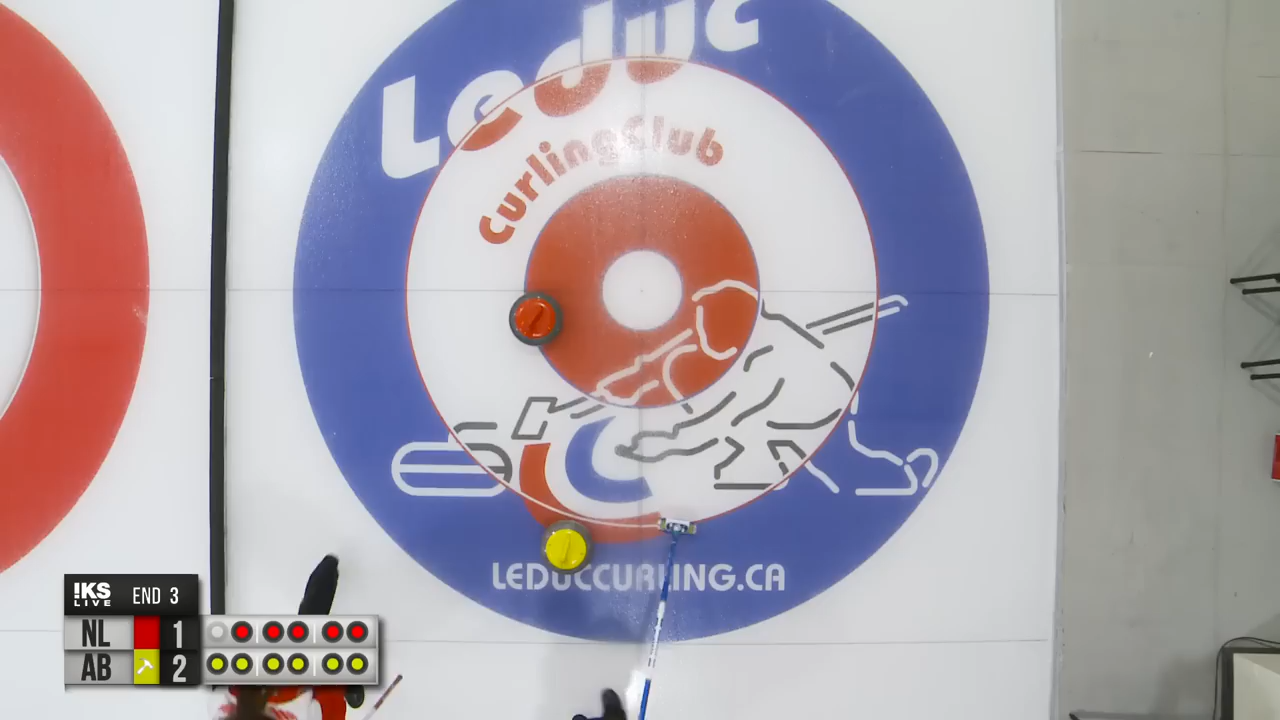 Leduc
CurlingClub
LEDUCCURLING.CA
IKS LIVE END 3
NL 1
AB 2